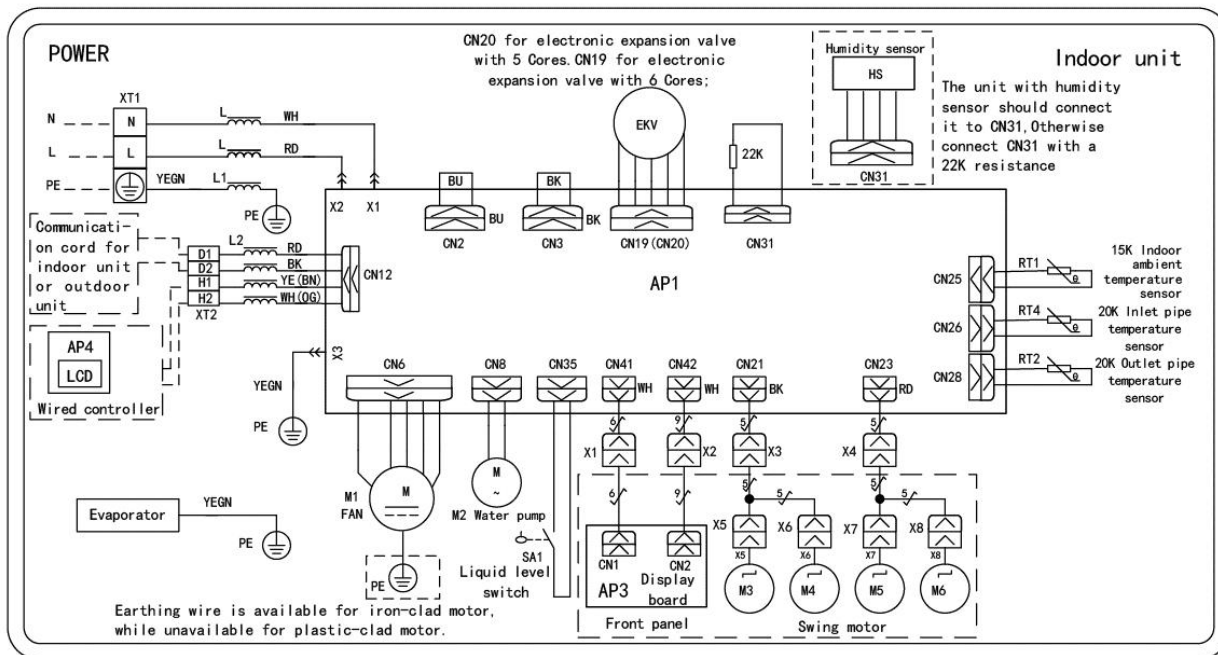 POWER
CN20 for electronic expansion valve
with 5 Cores. CN19 for electronic
expansion valve with 6 Cores;
Humidity sensor
HS
CN31
Indoor unit
The unit with humidity
sensor should connect
it to CN31, Otherwise
connect CN31 with a
22K resistance
XT1
N
N
L
WH
L
L
L
RD
PE
YEGN
L1
PE
X2
X1
BU
BU
CN2
BK
BK
CN3
EKV
CN19(CN20)
22K
CN31
Communicati-
on cord for
indoor unit
or outdoor
unit
D1
D2
H1
H2
XT2
L2
RD
BK
YE(BN)
WH(OG)
CN12
AP1
CN25
RT1
θ
15K Indoor
ambient
temperature
sensor
CN26
RT4
θ
20K Inlet pipe
temperature
sensor
CN28
RT2
θ
20K Outlet pipe
temperature
sensor
AP4
LCD
Wired controller
X3
YEGN
PE
CN6
CN8
CN35
CN41
WH
CN42
WH
CN21
BK
CN23
RD
6
9
5
5
X1
X2
X3
X4
6
9
5
5
5
5
M1
FAN
M
M
~
M2 Water pump
SA1
Liquid level
switch
PE
Evaporator
YEGN
PE
CN1
CN2
AP3
Display
board
Front panel
X5
X6
X7
X8
X5
X6
X7
X8
M3
M4
M5
M6
Swing motor
Earthing wire is available for iron-clad motor,
while unavailable for plastic-clad motor.